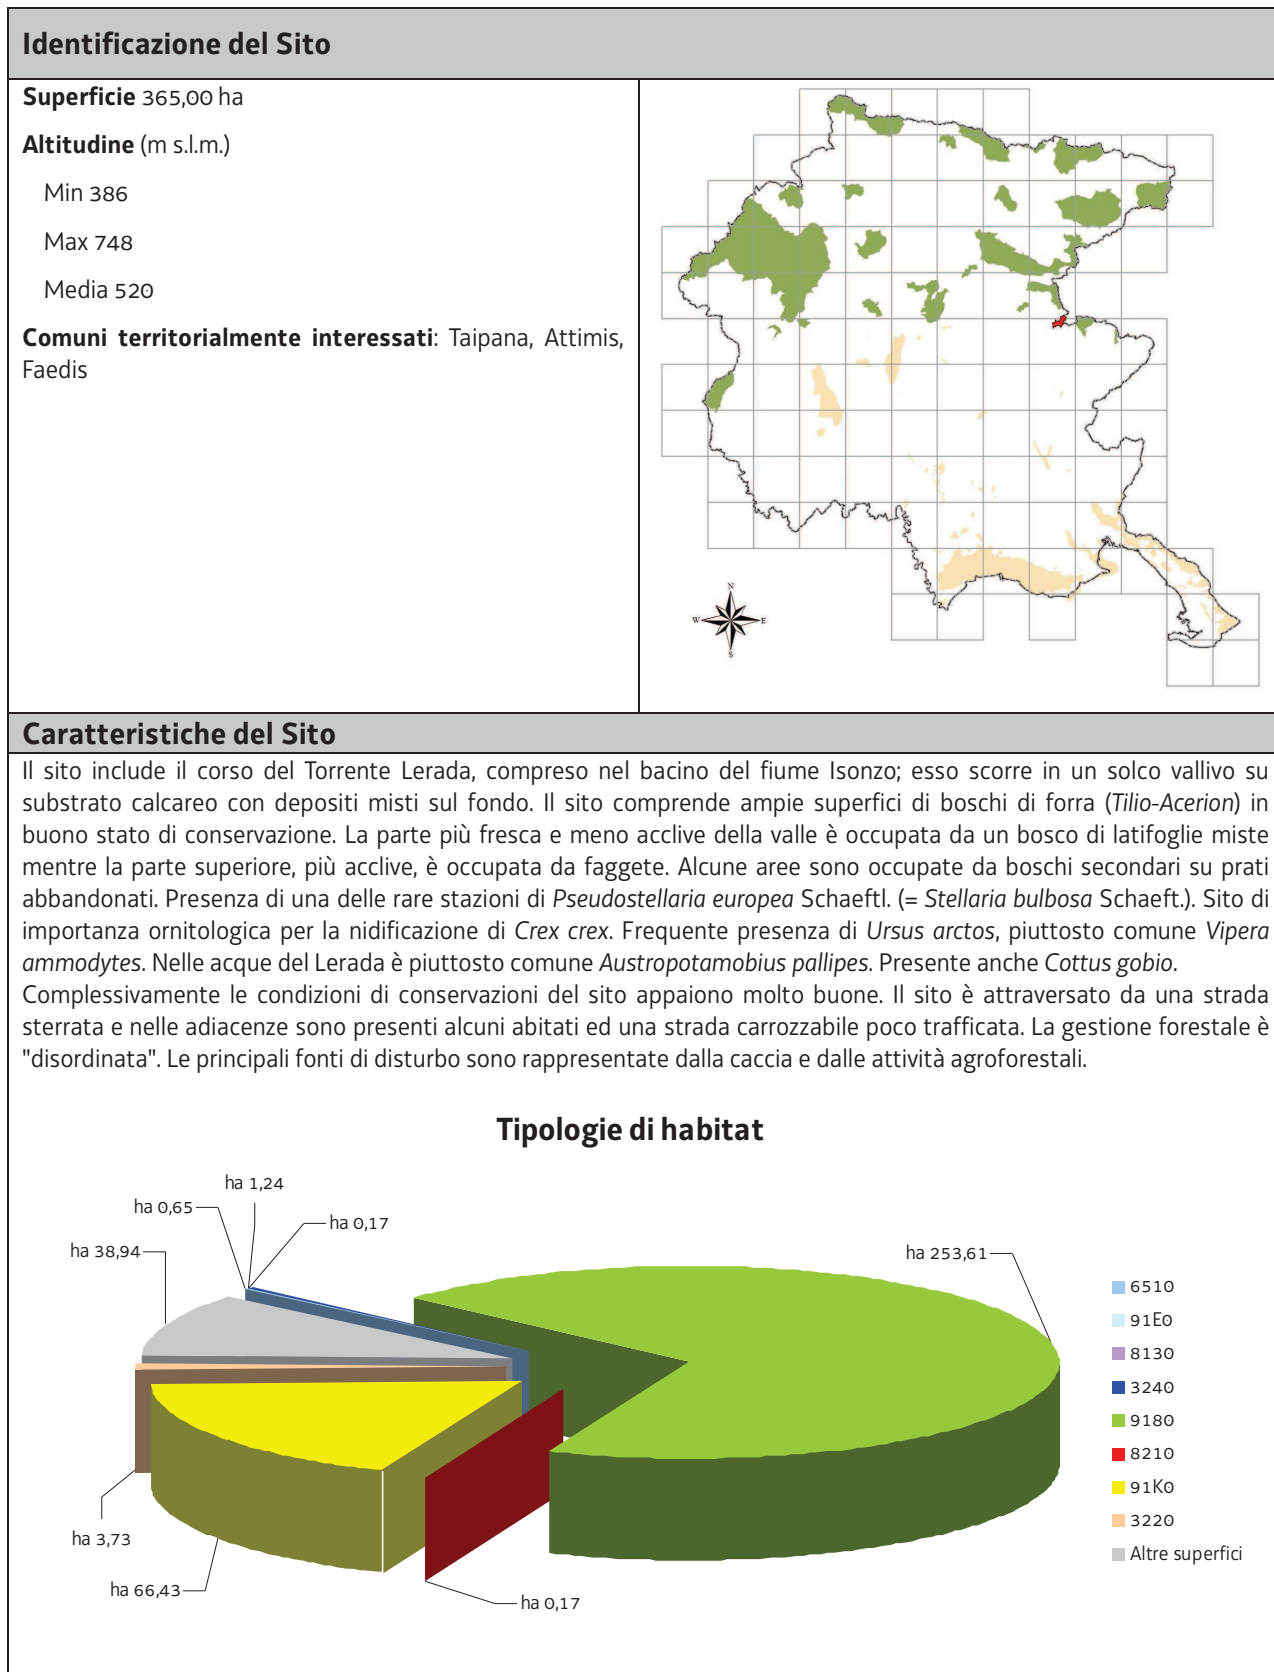 Identificazione del Sito
Superficie 365,00 ha
Altitudine (m s.l.m.)
Min 386
Max 748
Media 520
Comuni territorialmente interessati: Taipana, Attimis,
Faedis
N
W
E
S
Caratteristiche del Sito
Il sito include il corso del Torrente Lerada, compreso nel bacino del fiume Isonzo; esso scorre in un solco vallivo su
substrato calcareo con depositi misti sul fondo. Il sito comprende ampie superfici di boschi di forra (Tilio-Acerion) in
buono stato di conservazione. La parte più fresca e meno acclive della valle è occupata da un bosco di latifoglie miste
mentre la parte superiore, più acclive, è occupata da faggete. Alcune aree sono occupate da boschi secondari su prati
abbandonati. Presenza di una delle rare stazioni di Pseudostellaria europea Schaeftl. (= Stellaria bulbosa Schaeft.). Sito di
importanza ornitologica per la nidificazione di Crex crex. Frequente presenza di Ursus arctos, piuttosto comune Vipera
ammodytes. Nelle acque del Lerada è piuttosto comune Austropotamobius pallipes. Presente anche Cottus gobio.
Complessivamente le condizioni di conservazioni del sito appaiono molto buone. Il sito è attraversato da una strada
sterrata e nelle adiacenze sono presenti alcuni abitati ed una strada carrozzabile poco trafficata. La gestione forestale è
"disordinata". Le principali fonti di disturbo sono rappresentate dalla caccia e dalle attività agroforestali.
Tipologie di habitat
ha 1,24
ha 0,65
ha 0,17
ha 38,94
ha 253,61
ha 3,73
ha 66,43
ha 0,17
6510
91E0
8130
3240
9180
8210
91K0
3220
Altre superfici